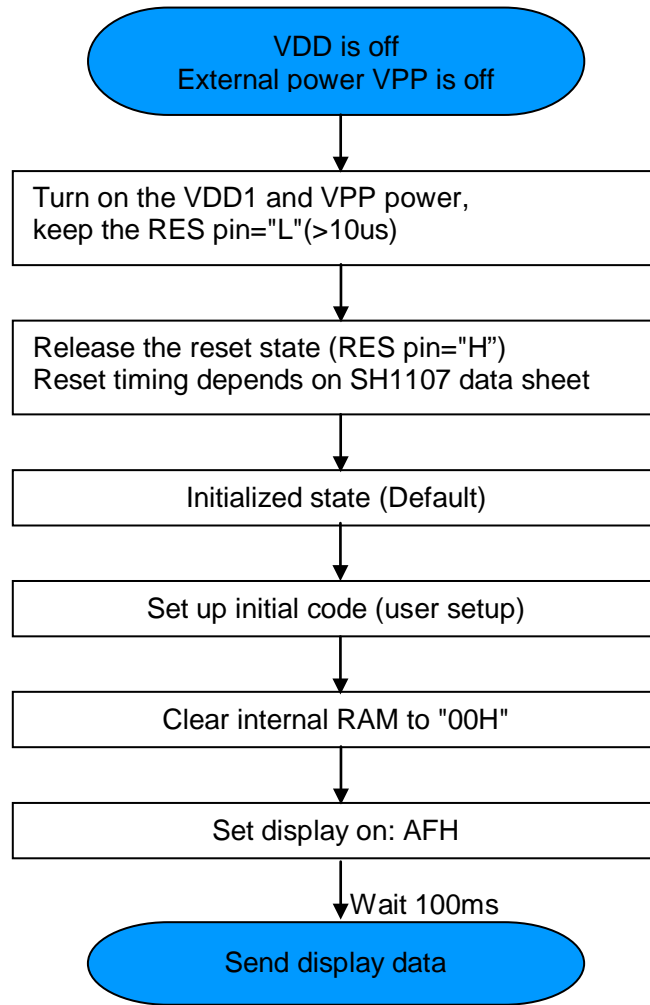 VDD is off
External power VPP is off
Turn on the VDD1 and VPP power,
keep the RES pin="L"(>10us)
Release the reset state (RES pin="H”)
Reset timing depends on SH1107 data sheet
Initialized state (Default)
Set up initial code (user setup)
Clear internal RAM to "00H"
Set display on: AFH
Wait 100ms
Send display data